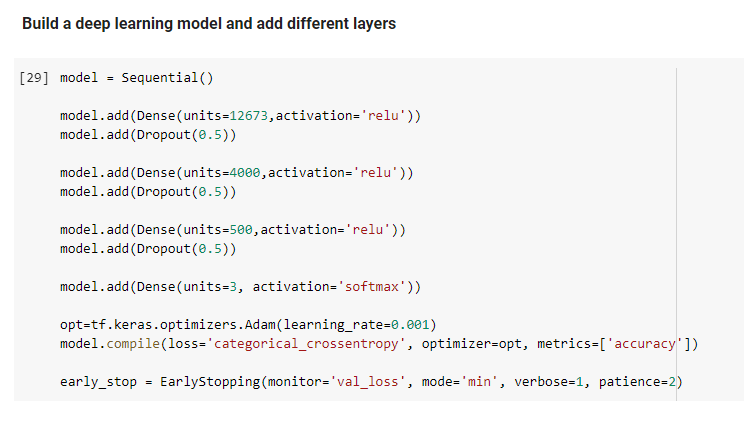 Build a deep learning model and add different layers
[29] model = Sequential()
model.add(Dense(units=12673,activation='relu'))
model.add(Dropout(0.5))
model.add(Dense(units=4000,activation='relu'))
model.add(Dropout(0.5))
model.add(Dense(units=500,activation='relu'))
model.add(Dropout(0.5))
model.add(Dense(units=3, activation='softmax'))
opt=tf.keras.optimizers.Adam(learning_rate=0.001)
model.compile(loss='categorical_crossentropy', optimizer=opt, metrics=['accuracy'])
early_stop = EarlyStopping(monitor='val_loss', mode='min', verbose=1, patience=2)